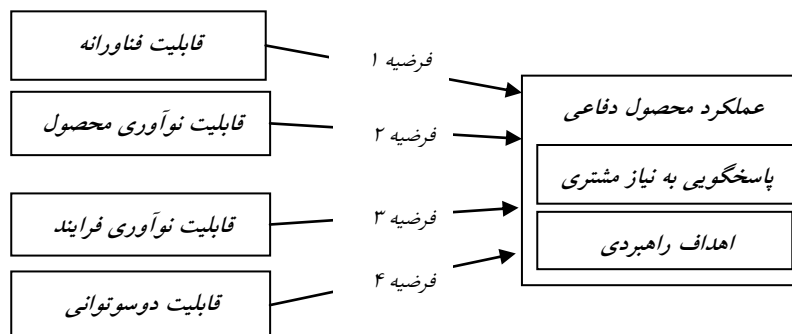 قابلیت فناورانه
فرضیه ۱
عملکرد محصول دفاعی
قابلیت نوآوری محصول
فرضیه ۲
پاسخگویی به نیاز مشتری
قابلیت نوآوری فرایند
فرضیه ۳
اهداف راهبردی
قابلیت دوسوتوانی
فرضیه ۴